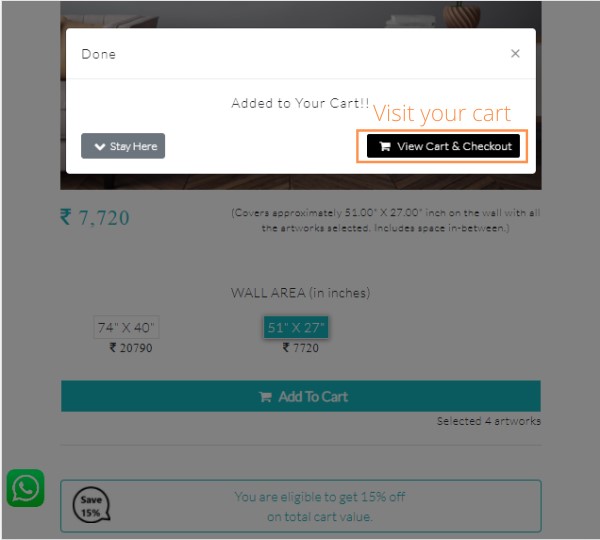 Done ×
Added to Your Cart!!
Visit your cart
Stay Here
View Cart & Checkout
₹ 7,720
(Covers approximately 51.00" X 27.00" inch on the wall with all
the artworks selected. Includes space in-between.)
WALL AREA (in inches)
74" X 40" 51" X 27"
₹ 20790 ₹ 7720
Add To Cart
Selected 4 artworks
Save
15%
You are eligible to get 15% off
on total cart value.